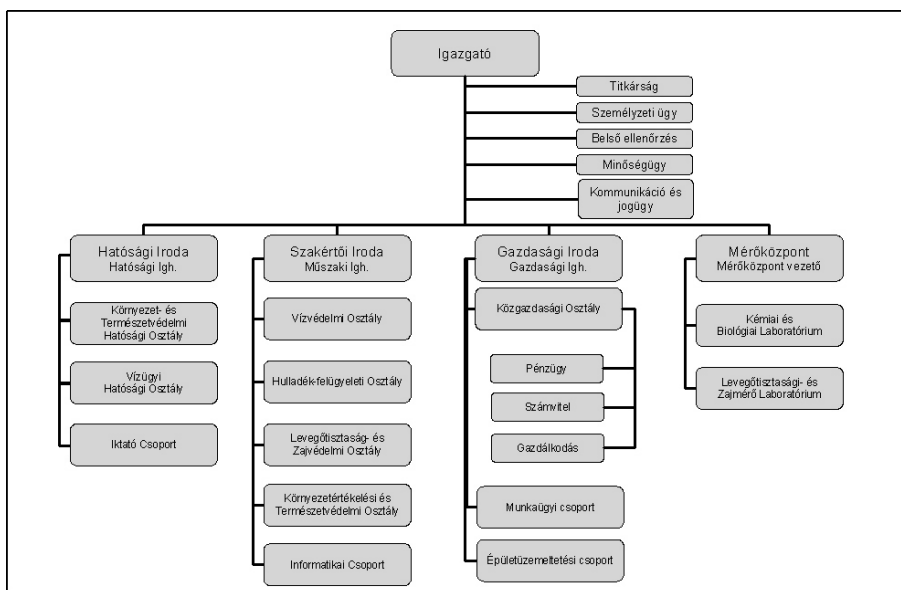 Igazgató
Titkárság
Személyzeti ügy
Belső ellenőrzés
Minőségügy
Kommunikáció és
jogügy
Hatósági Iroda
Hatósági Igh.
Környezet- és
Természetvédelmi
Hatósági Osztály
Vízügyi
Hatósági Osztály
Iktató Csoport
Szakértői Iroda
Műszaki Igh.
Vízvédelmi Osztály
Hulladék-felügyeleti Osztály
Levegőtisztaság- és
Zajvédelmi Osztály
Környezetértékelési és
Természetvédelmi Osztály
Informatikai Csoport
Gazdasági Iroda
Gazdasági Igh.
Közgazdasági Osztály
Pénzügy
Számvitel
Gazdálkodás
Munkaügyi csoport
Épületüzemeltetési csoport
Mérőközpont
Mérőközpont vezető
Kémiai és
Biológiai Laboratórium
Levegőtisztasági- és
Zajmérő Laboratórium